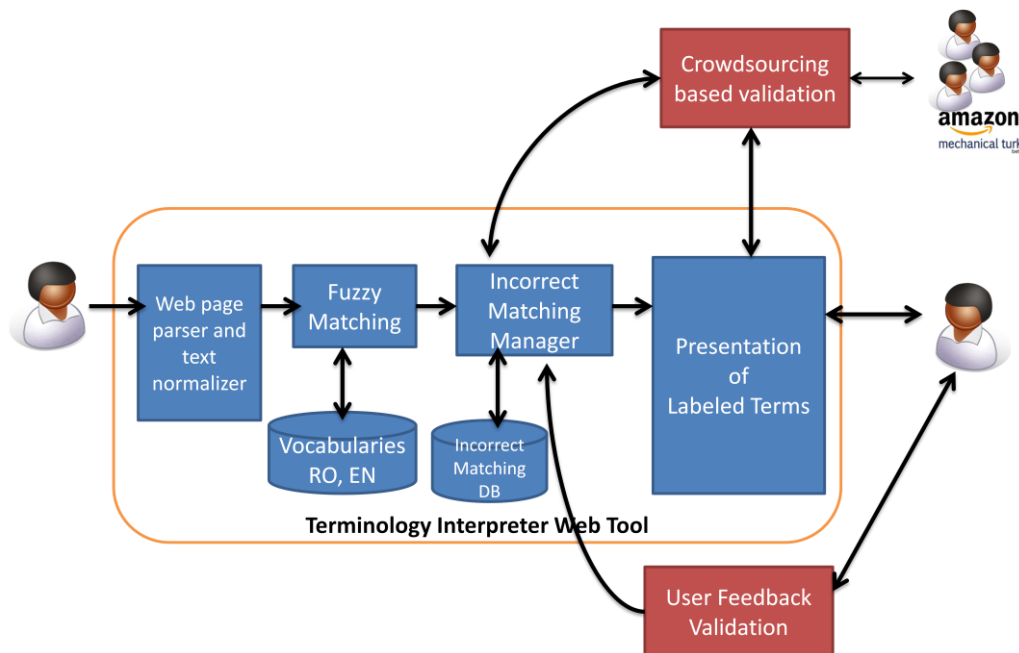 Crowdsourcing
based validation
amazon
mechanical turk
Web page
parser and
text
normalizer
Fuzzy
Matching
Incorrect
Matching
Manager
Presentation
of
Labeled Terms
Vocabularies
RO, EN
Incorrect
Matching
DB
Terminology Interpreter Web Tool
User Feedback
Validation